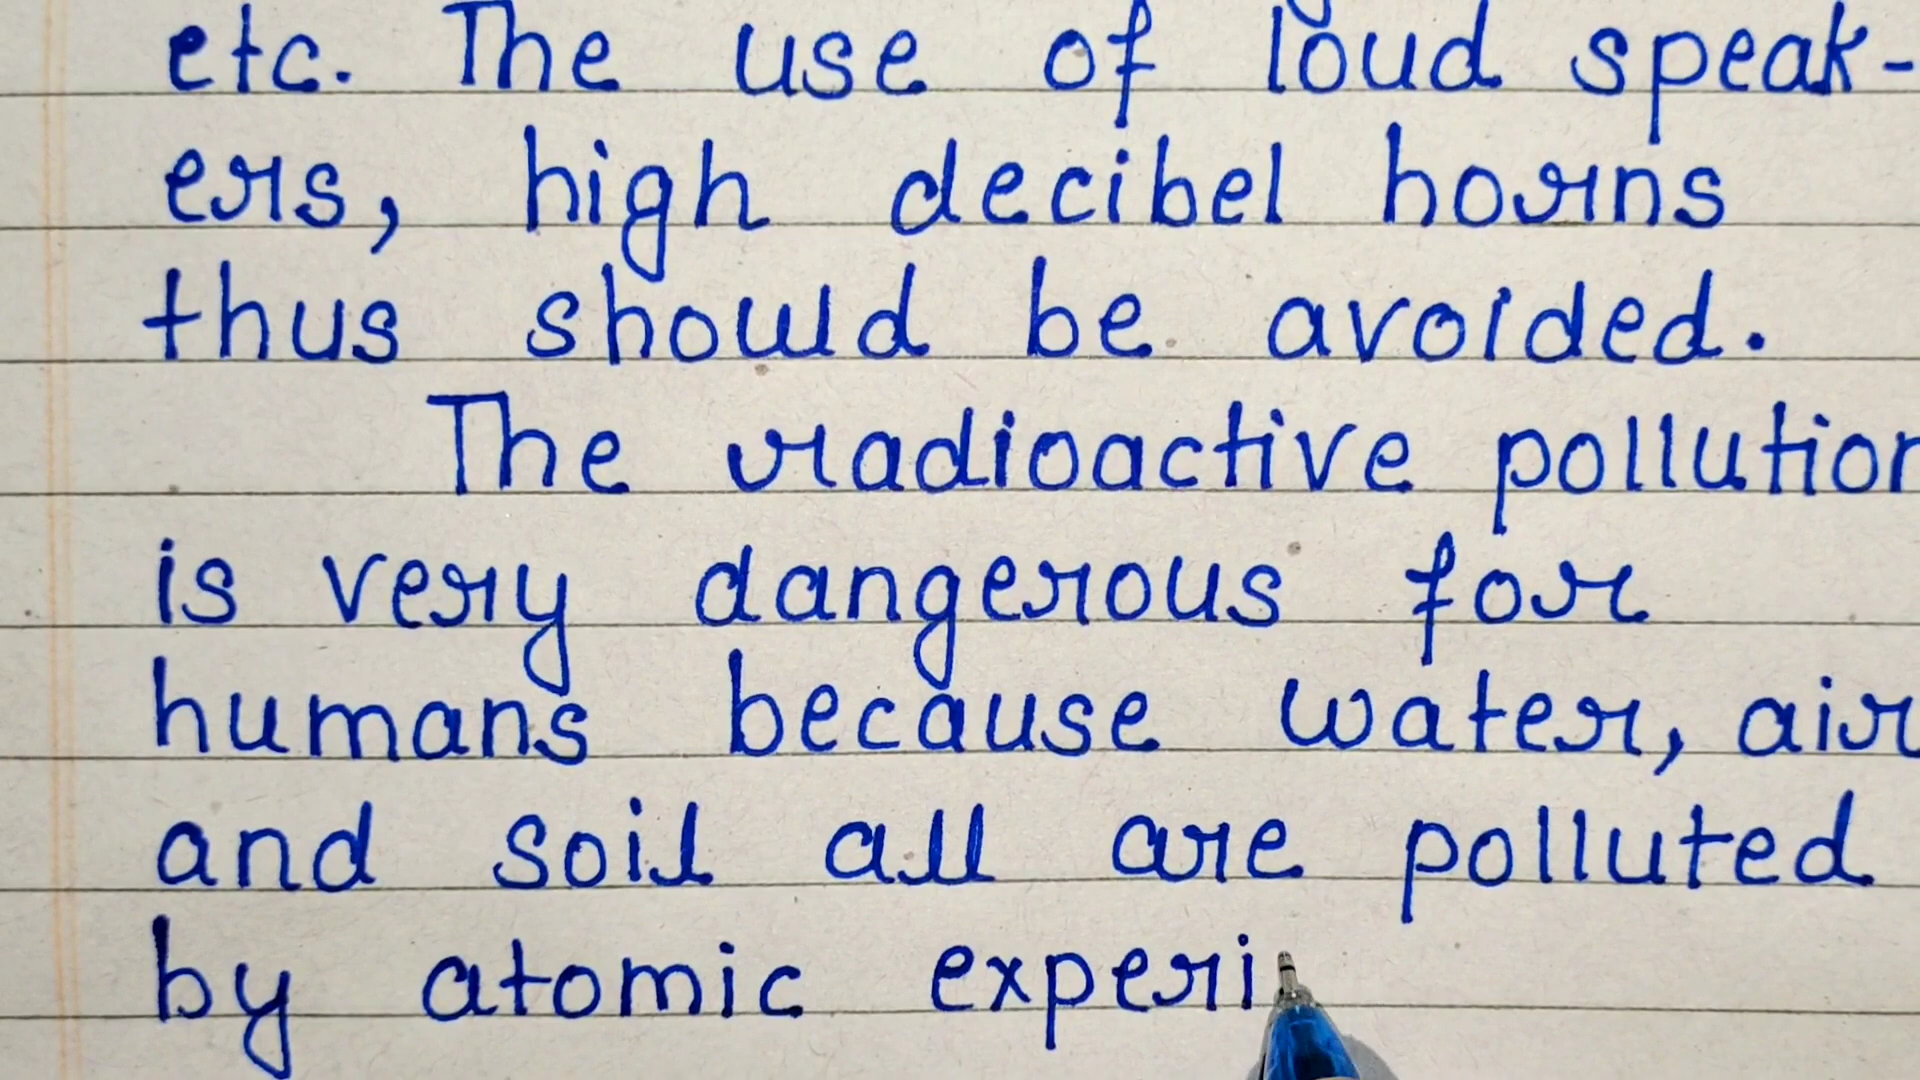 etc. The use of loud speak-
ers, high decibel horns
thus should be avoided.
The radioactive pollution
is very dangerous for
humans because water, air
and soil all are polluted
by atomic experi